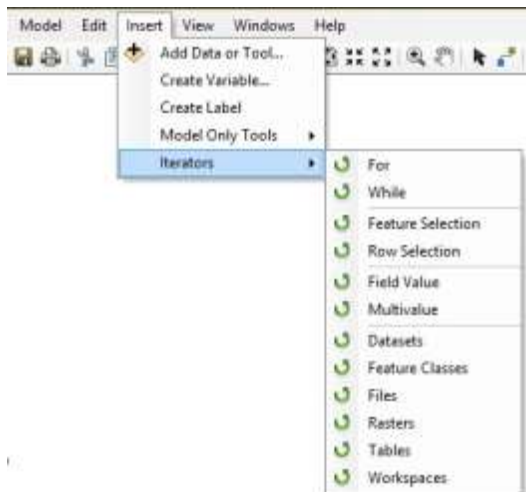 Model Edit Insert View Windows Help
Add Data or Tool...
Create Variable...
Create Label
Model Only Tools
Iterators
For
While
Feature Selection
Row Selection
Field Value
Multivalue
Datasets
Feature Classes
Files
Rasters
Tables
Workspaces